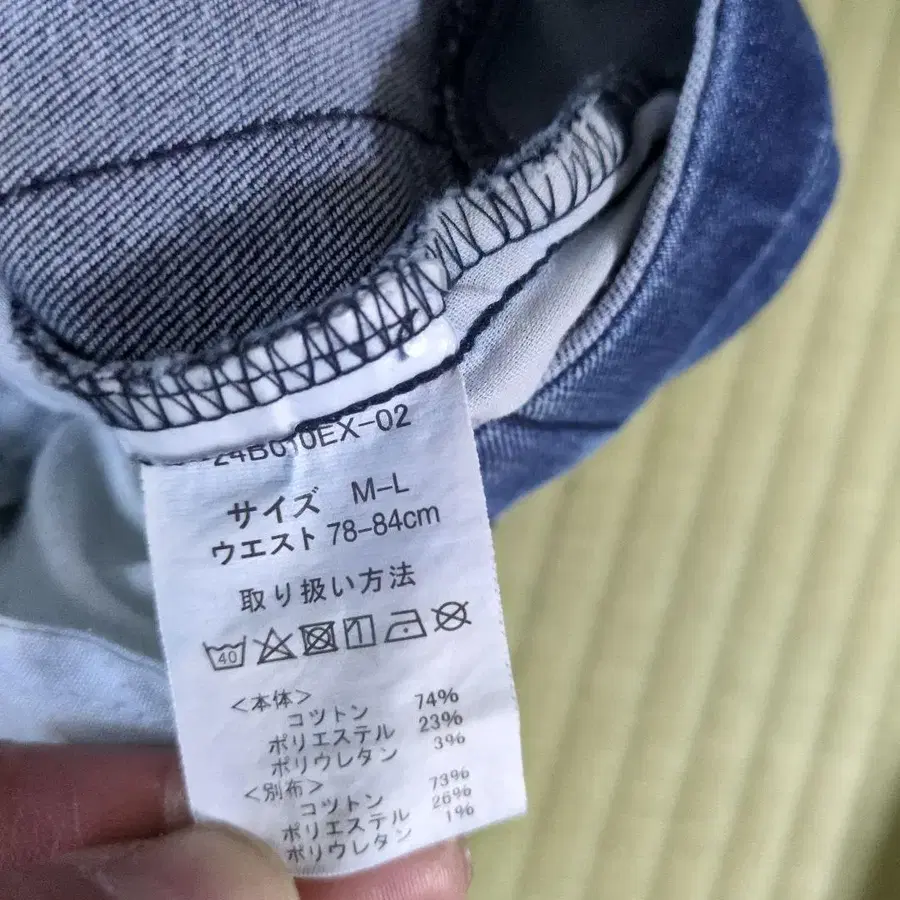 24B010EX-02
サイズ M-L
ウエスト 78-84cm
取り扱い方法
40
<本体>
コットン 74%
ポリエステル 23%
ポリウレタン 3%
<別布>
コットン 73%
ポリエステル 26%
ポリウレタン 1%